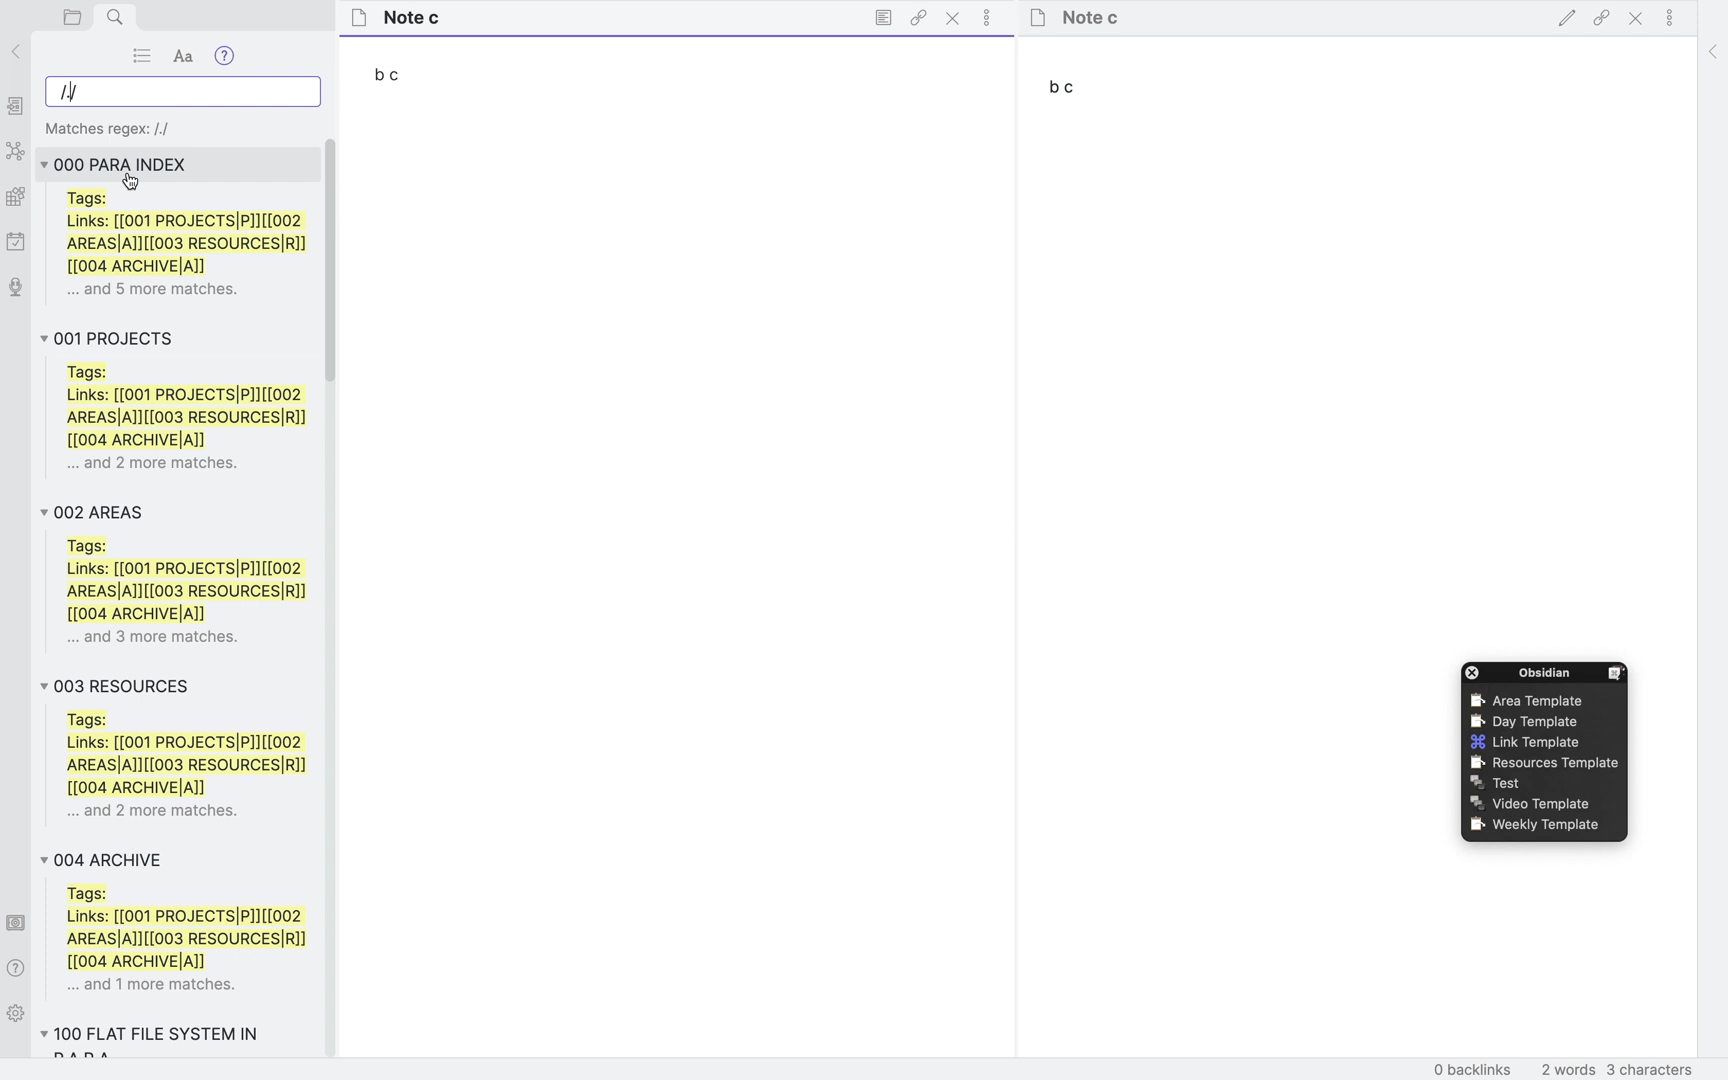 Note c
Note c
Aa
/./
Matches regex: /./
000 PARA INDEX
Tags:
Links: [[001 PROJECTS|P]][[002
AREAS|A]][[003 RESOURCES|R]]
[[004 ARCHIVE|A]]
... and 5 more matches.
001 PROJECTS
Tags:
Links: [[001 PROJECTS|P]][[002
AREAS|A]][[003 RESOURCES|R]]
[[004 ARCHIVE|A]]
... and 2 more matches.
002 AREAS
Tags:
Links: [[001 PROJECTS|P]][[002
AREAS|A]][[003 RESOURCES|R]]
[[004 ARCHIVE|A]]
... and 3 more matches.
003 RESOURCES
Tags:
Links: [[001 PROJECTS|P]][[002
AREAS|A]][[003 RESOURCES|R]]
[[004 ARCHIVE|A]]
... and 2 more matches.
004 ARCHIVE
Tags:
Links: [[001 PROJECTS|P]][[002
AREAS|A]][[003 RESOURCES|R]]
[[004 ARCHIVE|A]]
... and 1 more matches.
100 FLAT FILE SYSTEM IN
P.A.R.A
b c
b c
Obsidian
Area Template
Day Template
Link Template
Resources Template
Test
Video Template
Weekly Template
0 backlinks 2 words 3 characters